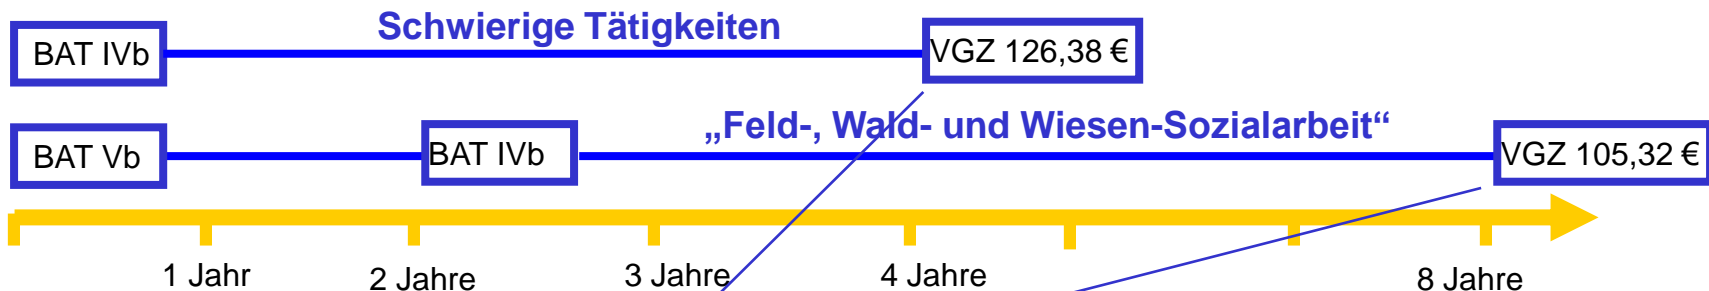 Schwierige Tätigkeiten
BAT IVb
VGZ 126,38 €
„Feld-, Wald- und Wiesen-Sozialarbeit“
BAT Vb
BAT IVb
VGZ 105,32 €
1 Jahr
2 Jahre
3 Jahre
4 Jahre
8 Jahre